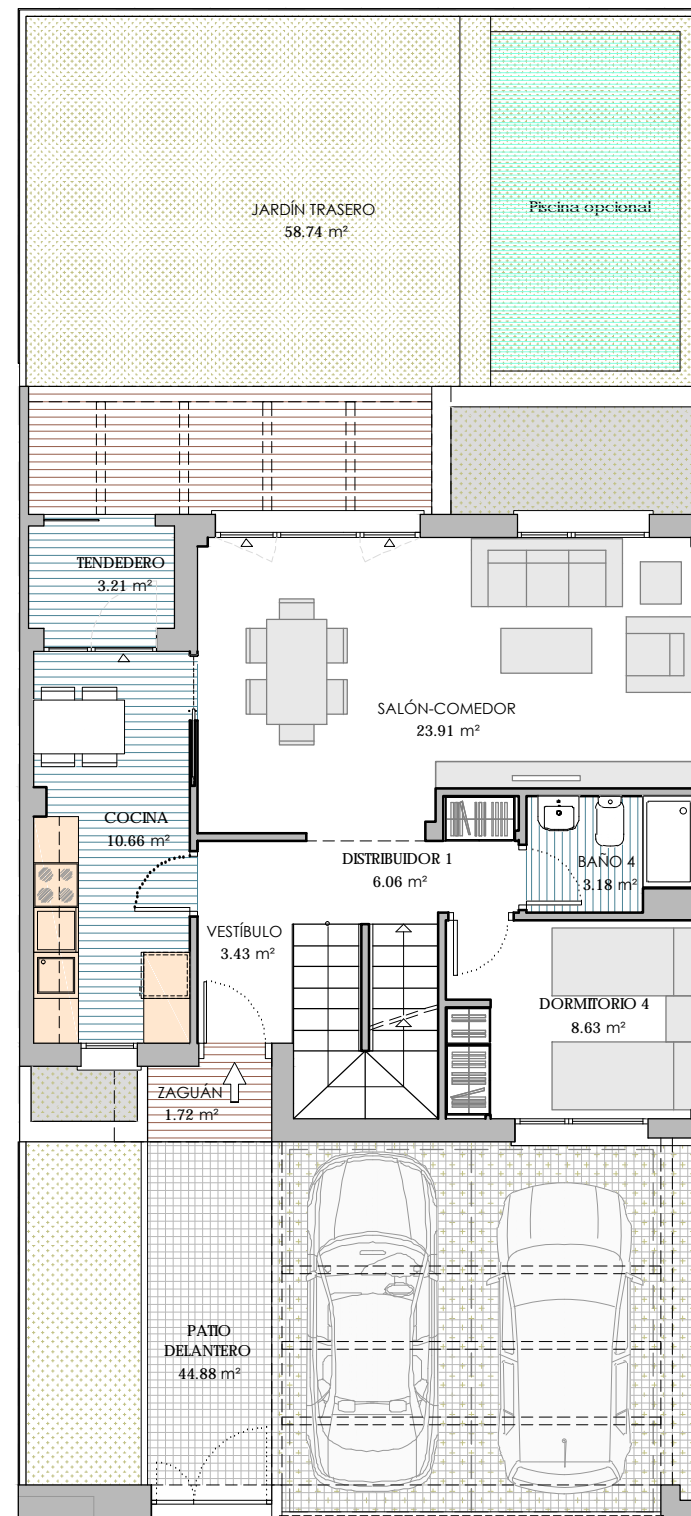 JARDÍN TRASERO
58.74 m²
Piscina opcional
TENDEDERO
3.21 m²
SALÓN-COMEDOR
23.91 m²
COCINA
10.66 m²
DISTRIBUIDOR 1
6.06 m²
BAÑO 4
3.18 m²
VESTÍBULO
3.43 m²
DORMITORIO 4
8.63 m²
ZAGUÁN
1.72 m²
PATIO
DELANTERO
44.88 m²